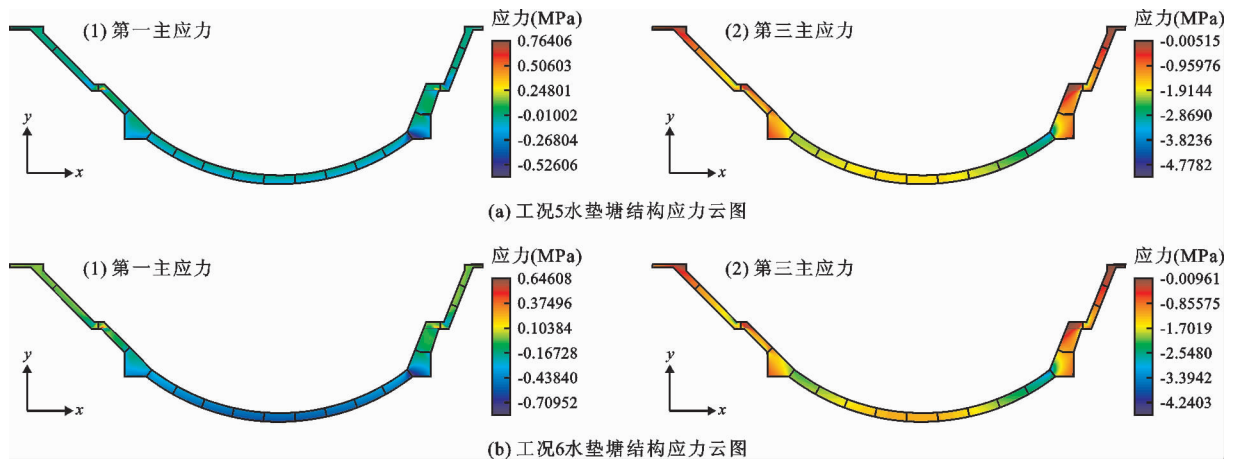 (1) 第一主应力
应力(MPa)
0.76406
0.50603
0.24801
-0.01002
-0.26804
-0.52606
y
x
(2) 第三主应力
应力(MPa)
-0.00515
-0.95976
-1.9144
-2.8690
-3.8236
-4.7782
y
x
(a) 工况5水垫塘结构应力云图
(1) 第一主应力
应力(MPa)
0.64608
0.37496
0.10384
-0.16728
-0.43840
-0.70952
y
x
(2) 第三主应力
应力(MPa)
-0.00961
-0.85575
-1.7019
-2.5480
-3.3942
-4.2403
y
x
(b) 工况6水垫塘结构应力云图